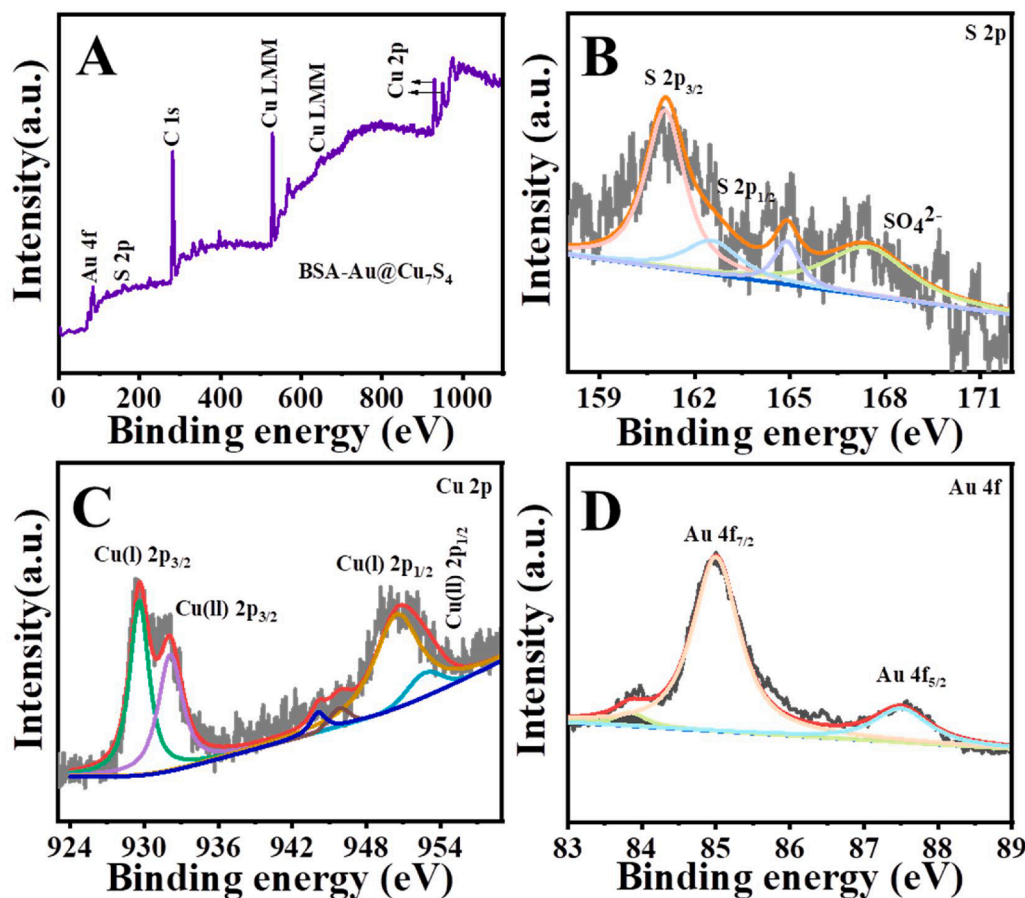 A
Intensity(a.u.)
Au 4f
S 2p
C 1s
Cu LMM
Cu LMM
Cu 2p
BSA-Au@Cu₇S₄
0 200 400 600 800 1000
Binding energy (eV)
B
S 2p
Intensity (a.u.)
S 2p₃/₂
S 2p₁/₂
SO₄²⁻
159 162 165 168 171
Binding energy (eV)
C
Cu 2p
Intensity(a.u.)
Cu(l) 2p₃/₂
Cu(ll) 2p₃/₂
Cu(l) 2p₁/₂
Cu(ll) 2p₁/₂
924 930 936 942 948 954
Binding energy (eV)
D
Au 4f
Intensity (a.u.)
Au 4f₇/₂
Au 4f₅/₂
83 84 85 86 87 88 89
Binding energy (eV)